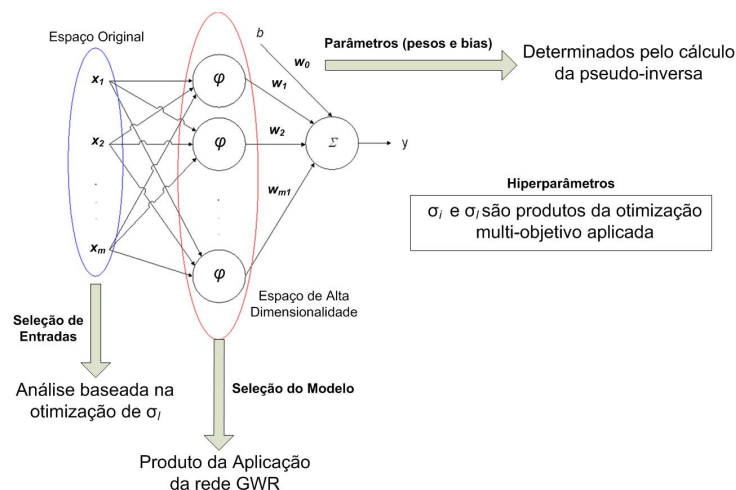 Espaço Original
b
Parâmetros (pesos e bias)
Determinados pelo cálculo
da pseudo-inversa
w0
x1
φ
w1
x2
φ
w2
Σ
y
wm1
Hiperparâmetros
σi e σl são produtos da otimização
multi-objetivo aplicada
xm
φ
Espaço de Alta
Dimensionalidade
Seleção de
Entradas
Análise baseada na
otimização de σl
Seleção do Modelo
Produto da Aplicação
da rede GWR